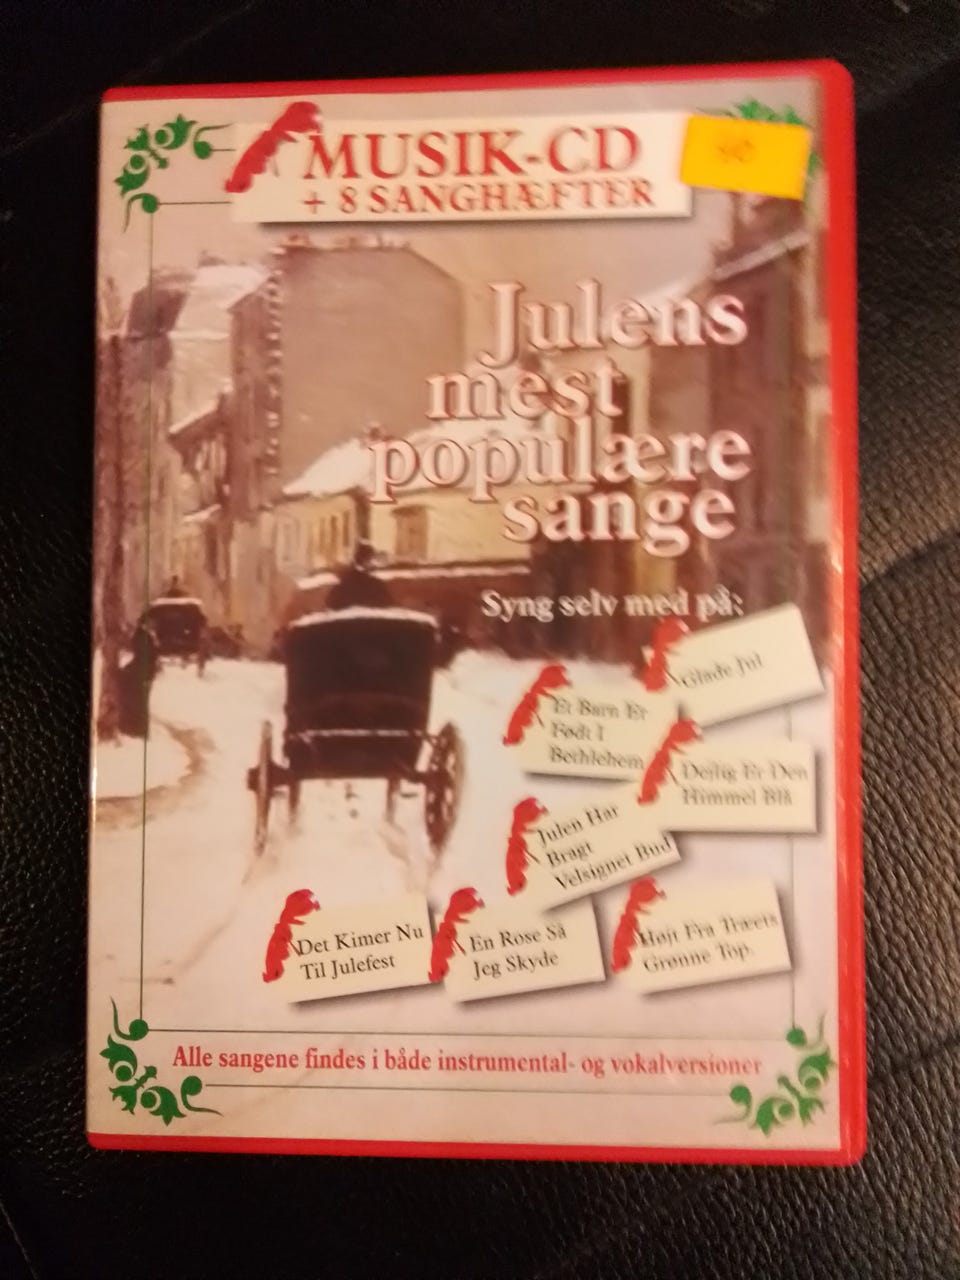 MUSIK-CD
+ 8 SANGHÆFTER
Julens
mest
populære
sange
Syng selv med på:
Glade Jul
Et Barn Er
Født I
Bethlehem
Dejlig Er Den
Himmel Blå
Julen Har
Bragt
Velsignet Bud
Det Kimer Nu
Til Julefest
En Rose Så
Jeg Skyde
Højt Fra Træets
Grønne Top.
Alle sangene findes i både instrumental- og vokalversioner